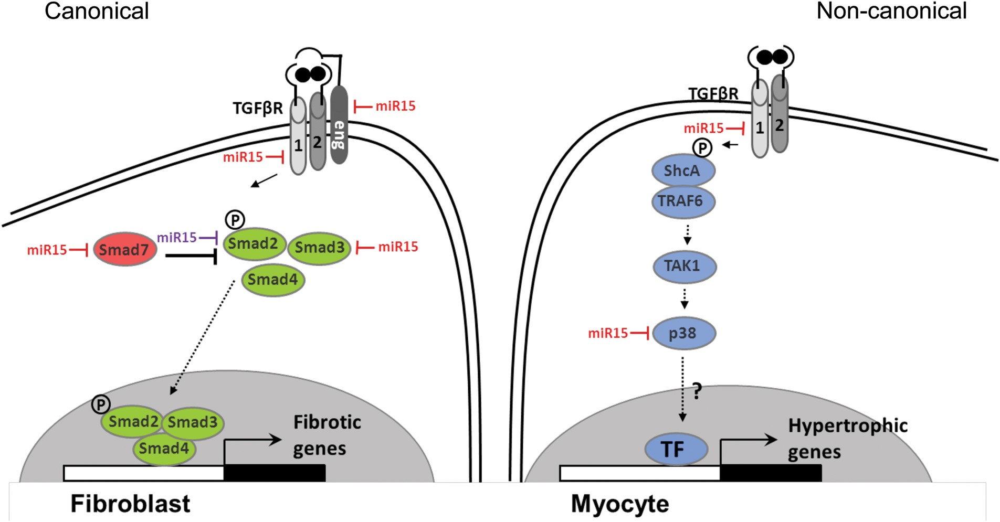 Canonical
Non-canonical
TGFβR
miR15
eng
1
2
miR15
P
miR15
Smad7
miR15
Smad2
Smad3
miR15
Smad4
P
Smad2
Smad3
Smad4
Fibrotic
genes
Fibroblast
TGFβR
miR15
1
2
P
ShcA
TRAF6
TAK1
miR15
p38
?
TF
Hypertrophic
genes
Myocyte